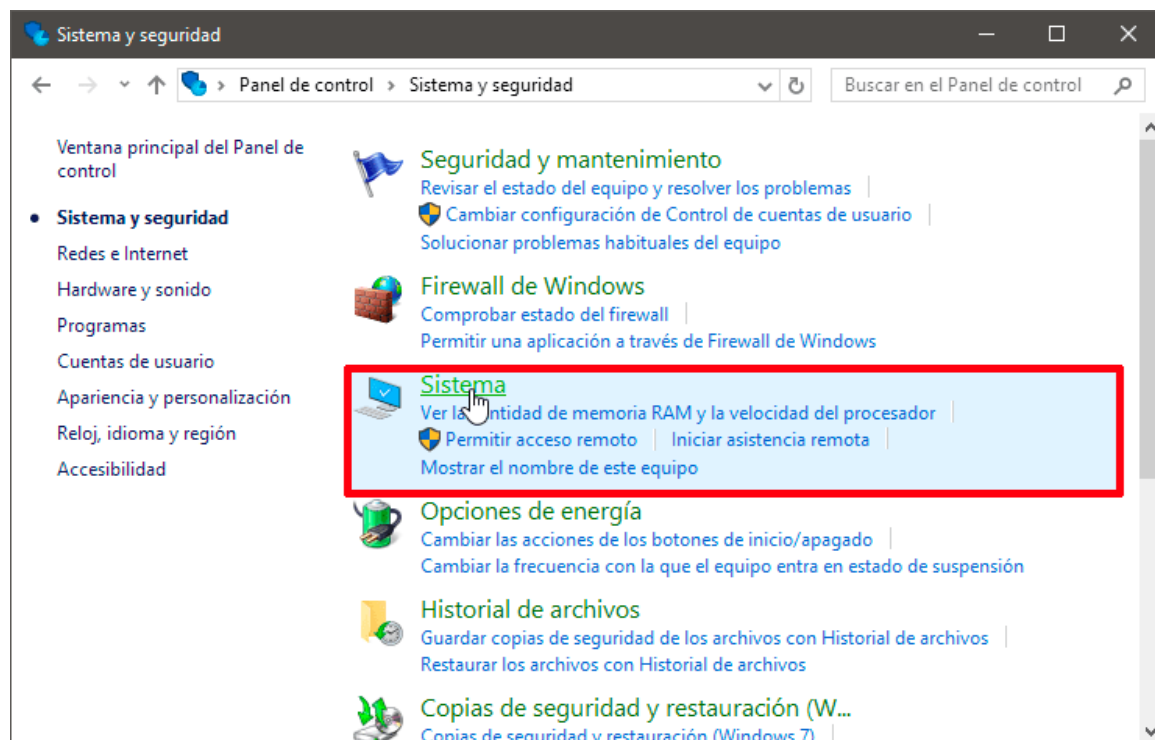 Sistema y seguridad
Panel de control > Sistema y seguridad
Buscar en el Panel de control
Ventana principal del Panel de
control
Sistema y seguridad
Redes e Internet
Hardware y sonido
Programas
Cuentas de usuario
Apariencia y personalización
Reloj, idioma y región
Accesibilidad
Seguridad y mantenimiento
Revisar el estado del equipo y resolver los problemas
Cambiar configuración de Control de cuentas de usuario
Solucionar problemas habituales del equipo
Firewall de Windows
Comprobar estado del firewall
Permitir una aplicación a través de Firewall de Windows
Sistema
Ver la ntidad de memoria RAM y la velocidad del procesador
Permitir acceso remoto Iniciar asistencia remota
Mostrar el nombre de este equipo
Opciones de energía
Cambiar las acciones de los botones de inicio/apagado
Cambiar la frecuencia con la que el equipo entra en estado de suspensión
Historial de archivos
Guardar copias de seguridad de los archivos con Historial de archivos
Restaurar los archivos con Historial de archivos
Copias de seguridad y restauración (W...
Copias de seguridad y restauración (Windows 7)